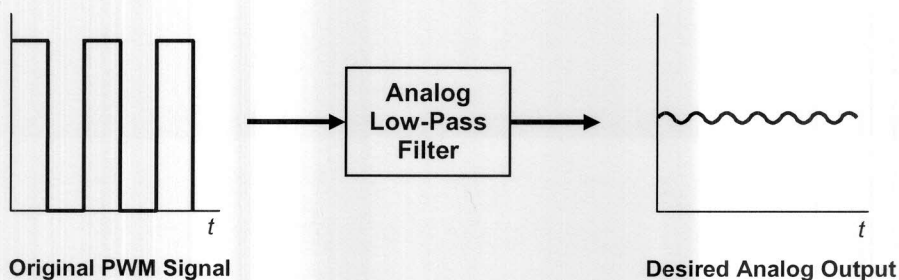 Analog
Low-Pass
Filter
t
t
Original PWM Signal
Desired Analog Output